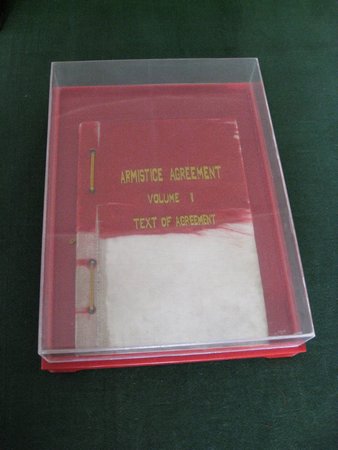 ARMISTICE AGREEMENT
VOLUME I
TEXT OF AGREEMENT